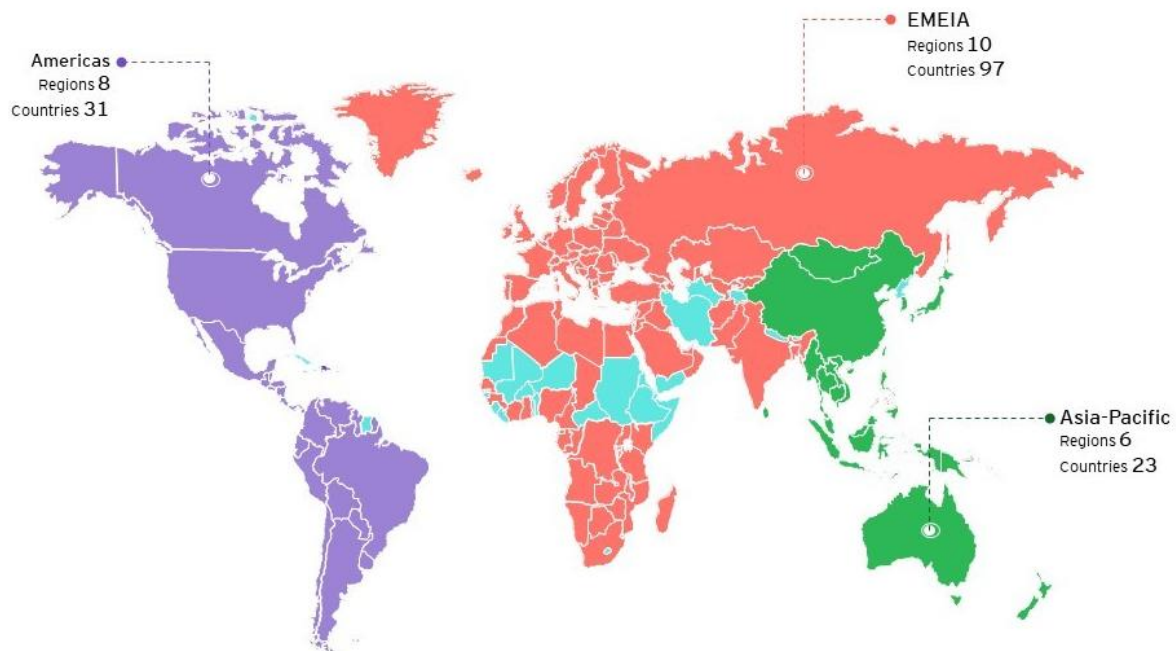 Americas
Regions 8
Countries 31
EMEIA
Regions 10
Countries 97
Asia-Pacific
Regions 6
Countries 23